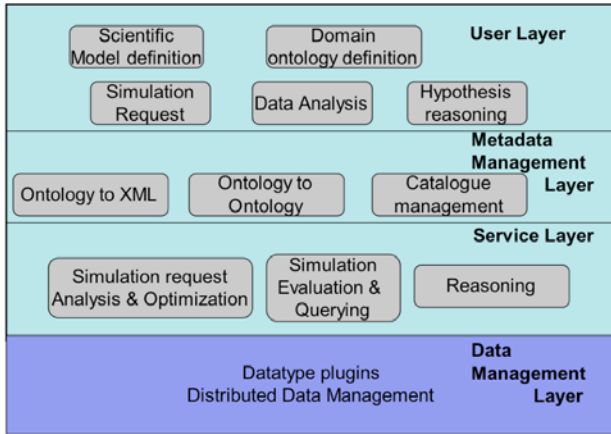 User Layer
Scientific
Model definition
Domain
ontology definition
Simulation
Request
Data Analysis
Hypothesis
reasoning
Metadata
Management
Layer
Ontology to XML
Ontology to
Ontology
Catalogue
management
Service Layer
Simulation request
Analysis & Optimization
Simulation
Evaluation &
Querying
Reasoning
Data
Management
Layer
Datatype plugins
Distributed Data Management